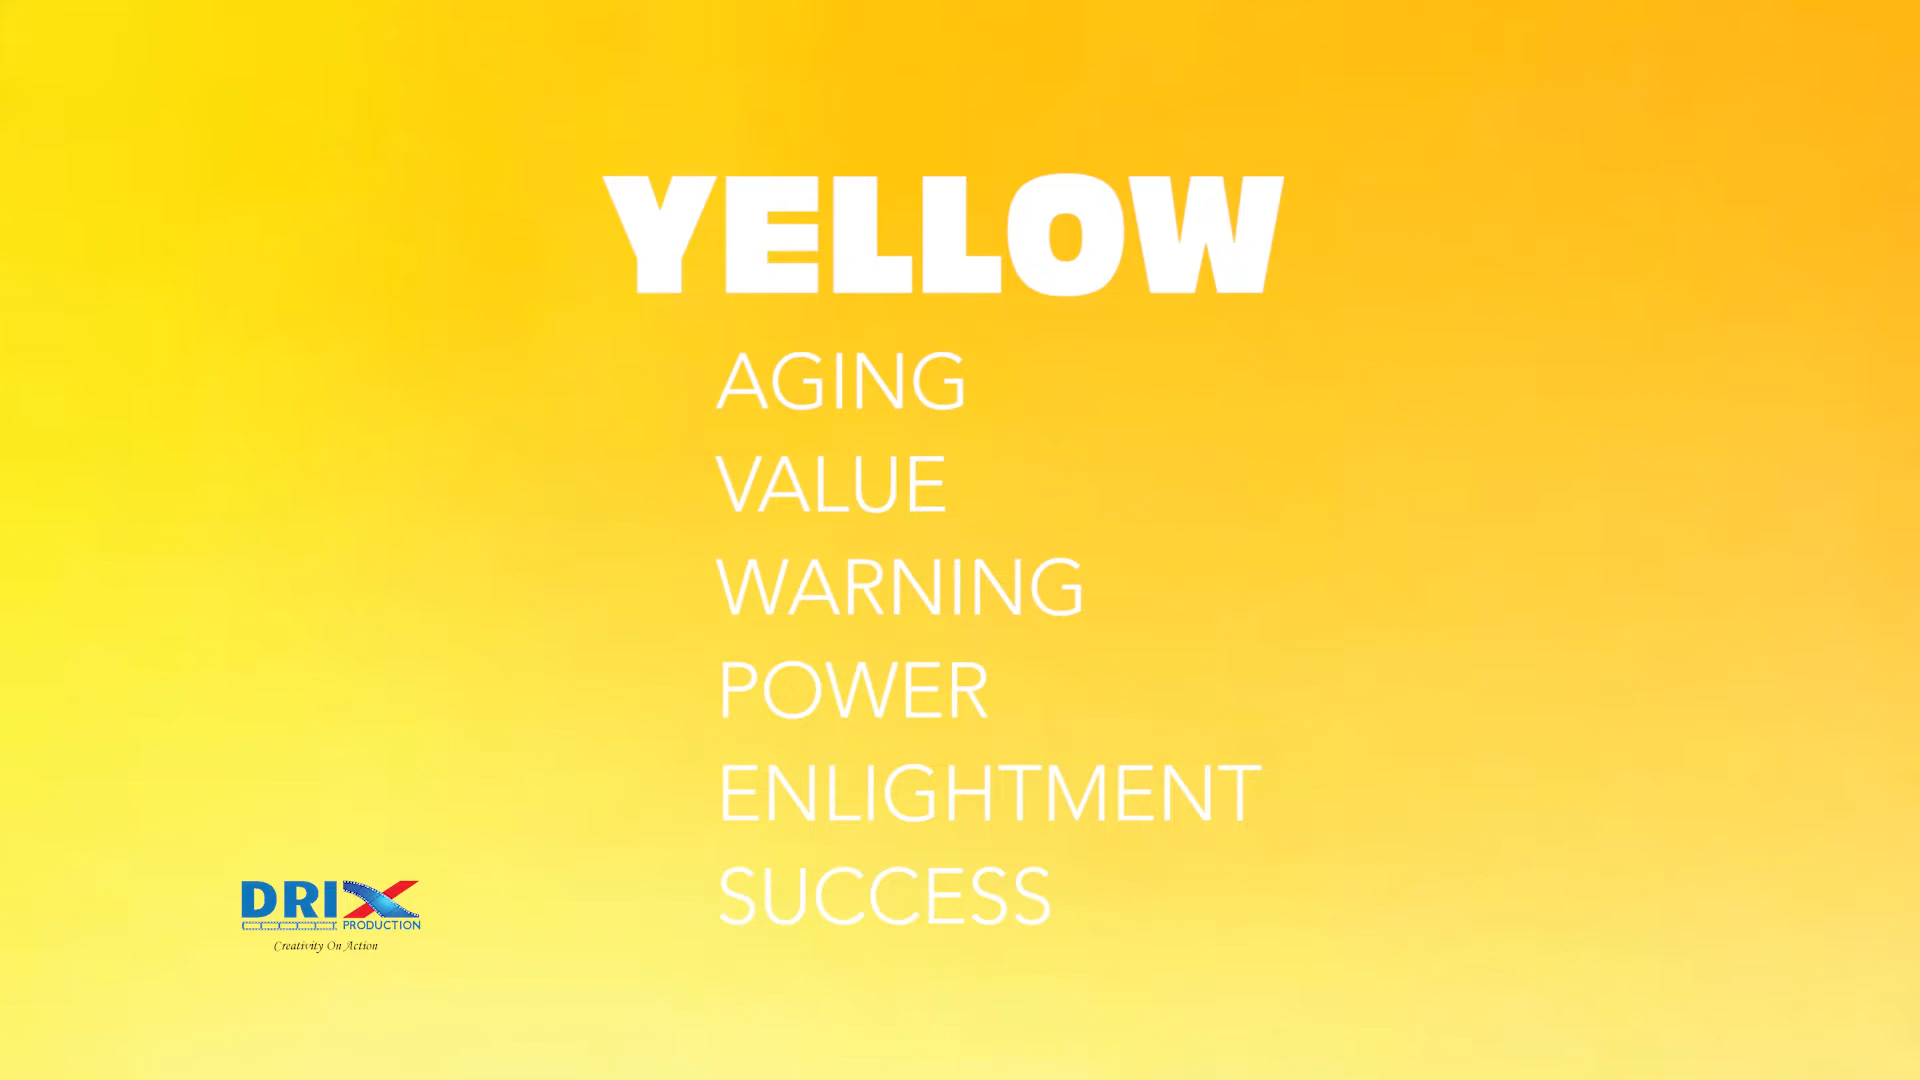 YELLOW
AGING
VALUE
WARNING
POWER
ENLIGHTMENT
SUCCESS
DRIX
PRODUCTION
Creativity On Action